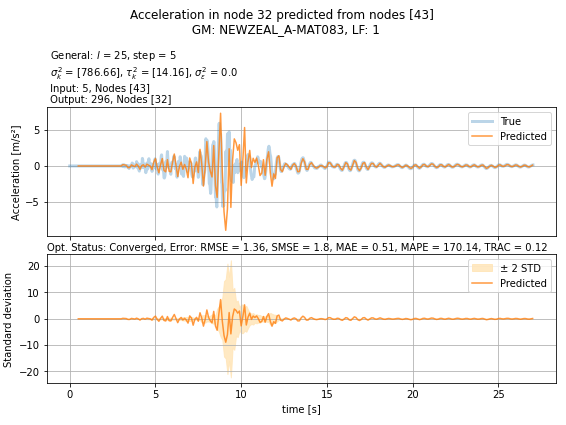 Acceleration in node 32 predicted from nodes [43]
GM: NEWZEAL_A-MAT083, LF: 1
General: l = 25, step = 5
σ²ₖ = [786.66], τ²ₖ = [14.16], σ²ε = 0.0
Input: 5, Nodes [43]
Output: 296, Nodes [32]
Acceleration [m/s²]
5
0
−5
True
Predicted
Opt. Status: Converged, Error: RMSE = 1.36, SMSE = 1.8, MAE = 0.51, MAPE = 170.14, TRAC = 0.12
Standard deviation
20
10
0
−10
−20
± 2 STD
Predicted
0 5 10 15 20 25
time [s]